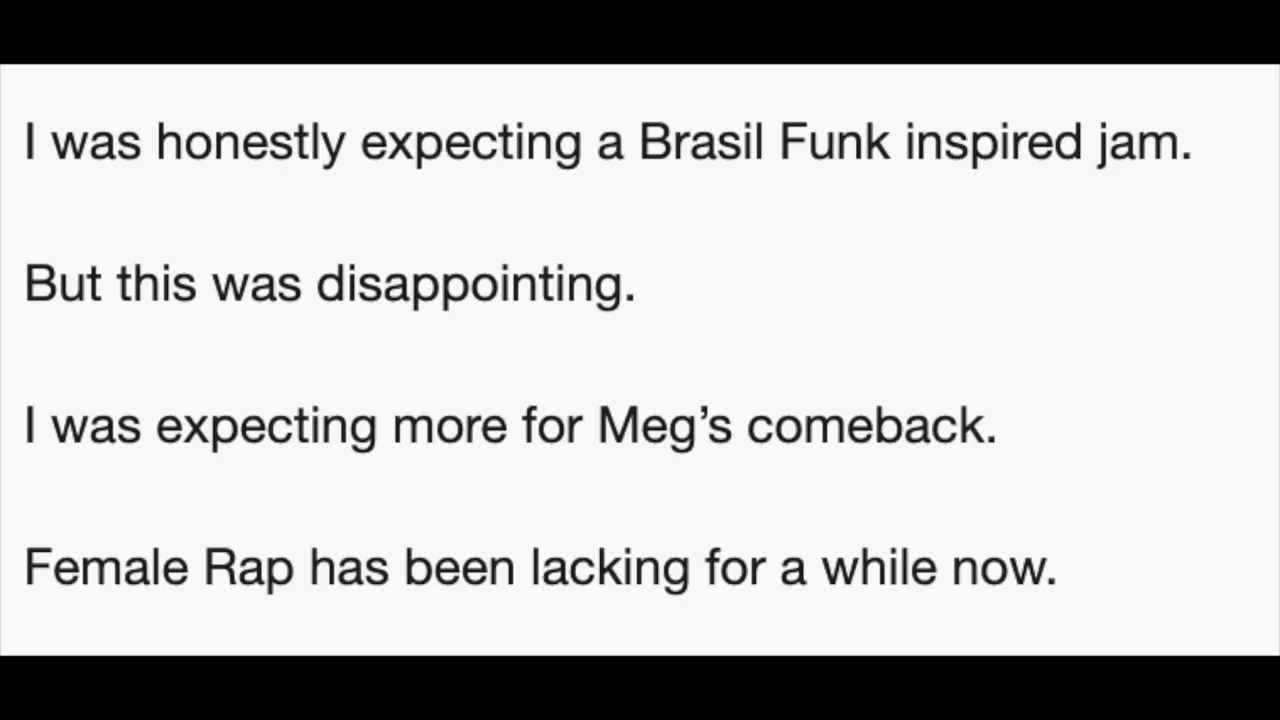 I was honestly expecting a Brasil Funk inspired jam.
But this was disappointing.
I was expecting more for Meg’s comeback.
Female Rap has been lacking for a while now.